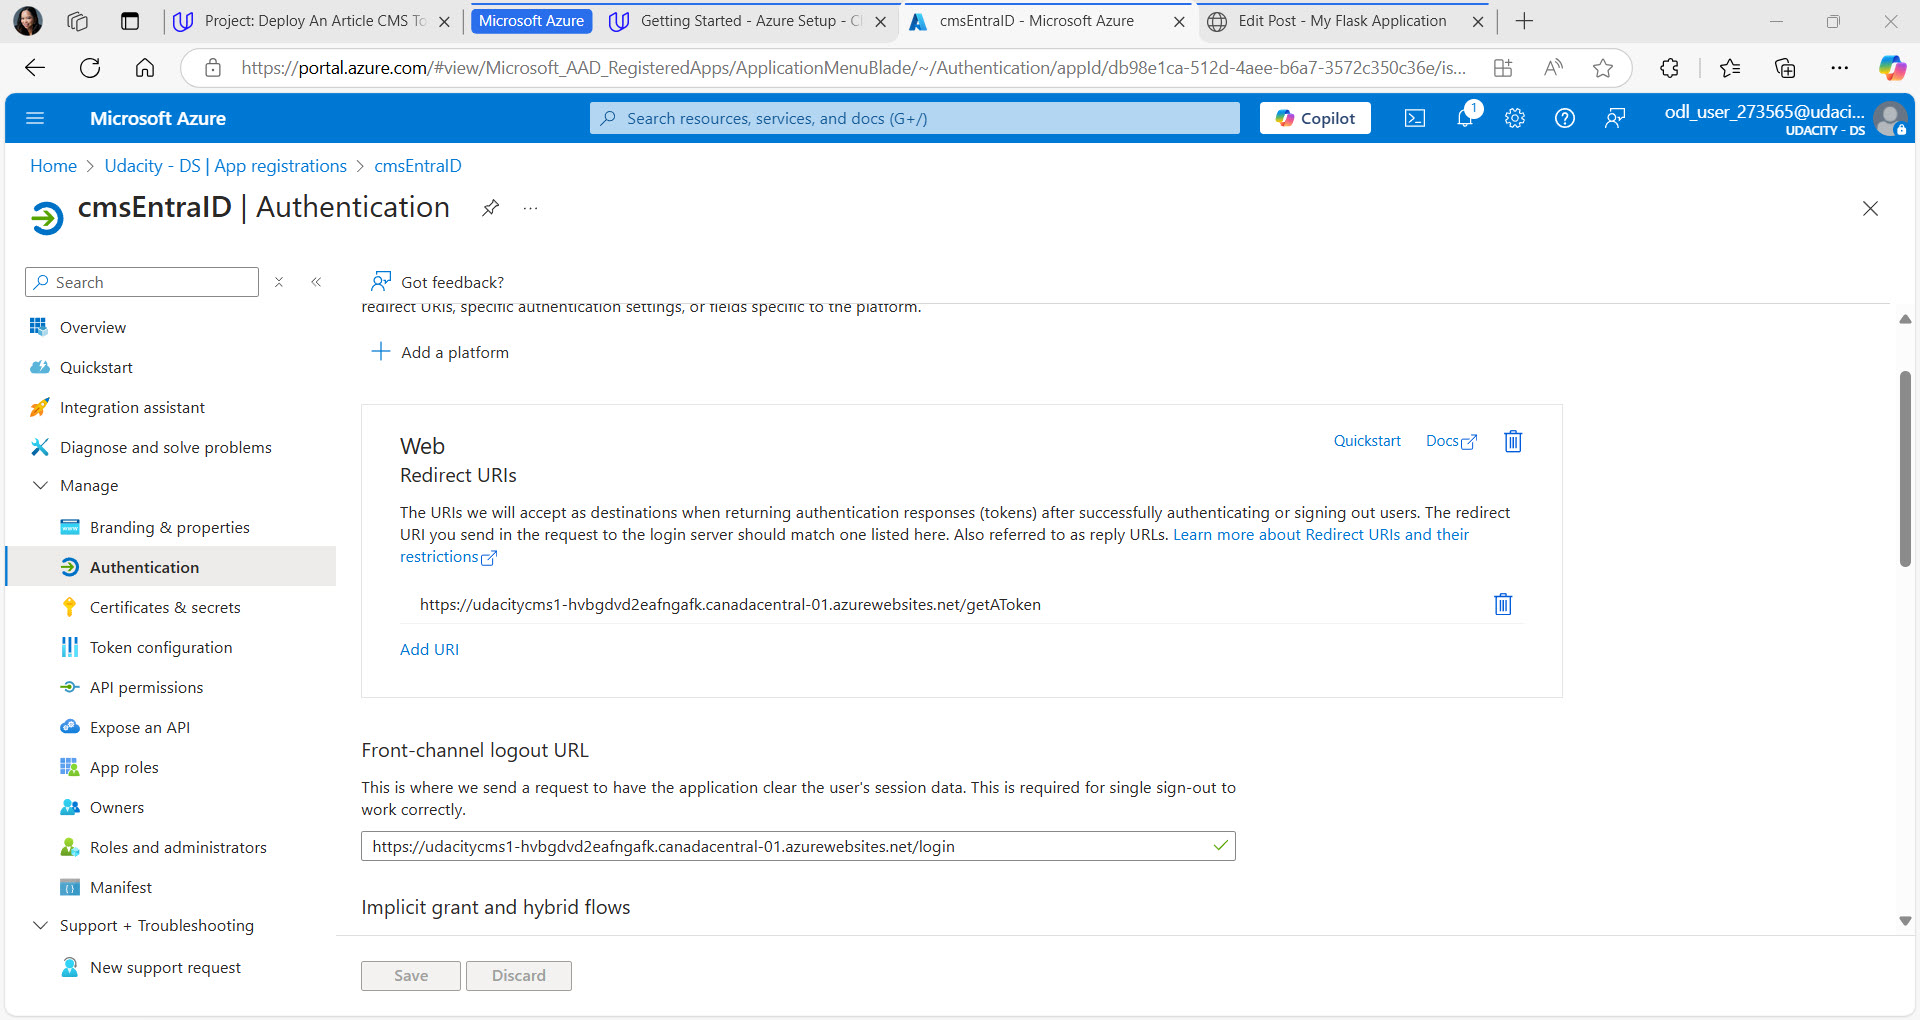 Project: Deploy An Article CMS To
Microsoft Azure
Getting Started - Azure Setup - Cl
cmsEntraID - Microsoft Azure
Edit Post - My Flask Application
https://portal.azure.com/#view/Microsoft_AAD_RegisteredApps/ApplicationMenuBlade/~/Authentication/appId/db98e1ca-512d-4aee-b6a7-3572c350c36e/is...
Microsoft Azure
Search resources, services, and docs (G+/)
Copilot
1
odl_user_273565@udaci...
UDACITY - DS
Home > Udacity - DS | App registrations > cmsEntraID
cmsEntraID | Authentication
Search
Got feedback?
Overview
Quickstart
Integration assistant
Diagnose and solve problems
Manage
Branding & properties
Authentication
Certificates & secrets
Token configuration
API permissions
Expose an API
App roles
Owners
Roles and administrators
Manifest
Support + Troubleshooting
New support request
redirect URIs, specific authentication settings, or fields specific to the platform.
Add a platform
Web
Quickstart
Docs
Redirect URIs
The URIs we will accept as destinations when returning authentication responses (tokens) after successfully authenticating or signing out users. The redirect
URI you send in the request to the login server should match one listed here. Also referred to as reply URLs. Learn more about Redirect URIs and their
restrictions
https://udacitycms1-hvbgdvd2eafngafk.canadacentral-01.azurewebsites.net/getAToken
Add URI
Front-channel logout URL
This is where we send a request to have the application clear the user's session data. This is required for single sign-out to
work correctly.
https://udacitycms1-hvbgdvd2eafngafk.canadacentral-01.azurewebsites.net/login
Implicit grant and hybrid flows
Save
Discard